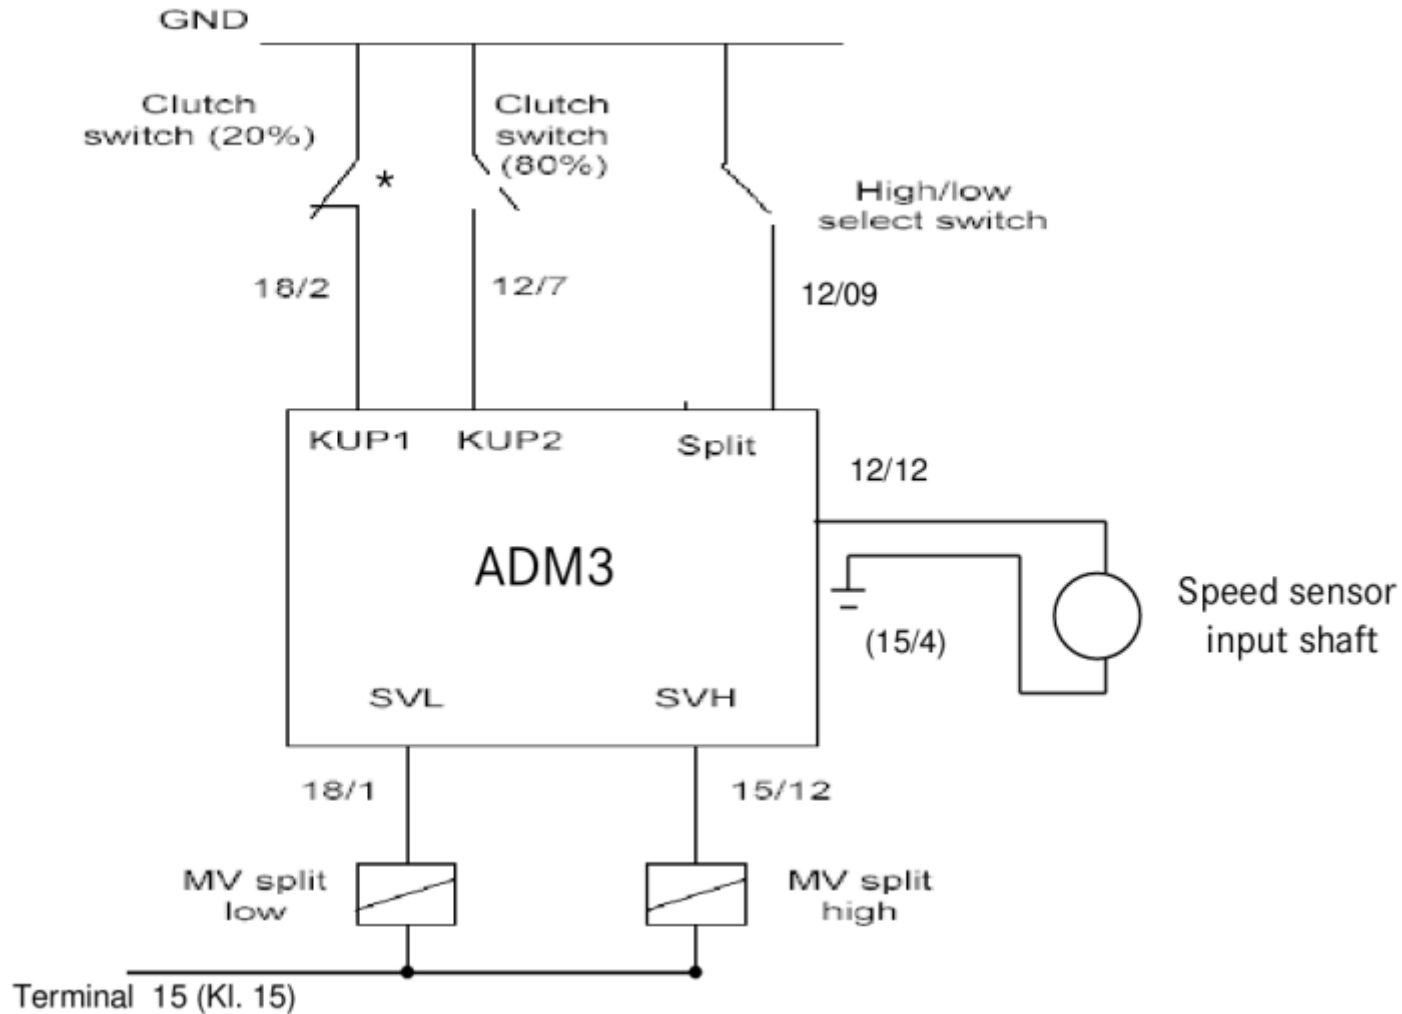 GND
Clutch
switch (20%)
Clutch
switch
(80%)
*
High/low
select switch
18/2
12/7
12/09
KUP1
KUP2
Split
12/12
ADM3
Speed sensor
input shaft
(15/4)
SVL
SVH
18/1
15/12
MV split
low
MV split
high
Terminal 15 (Kl. 15)